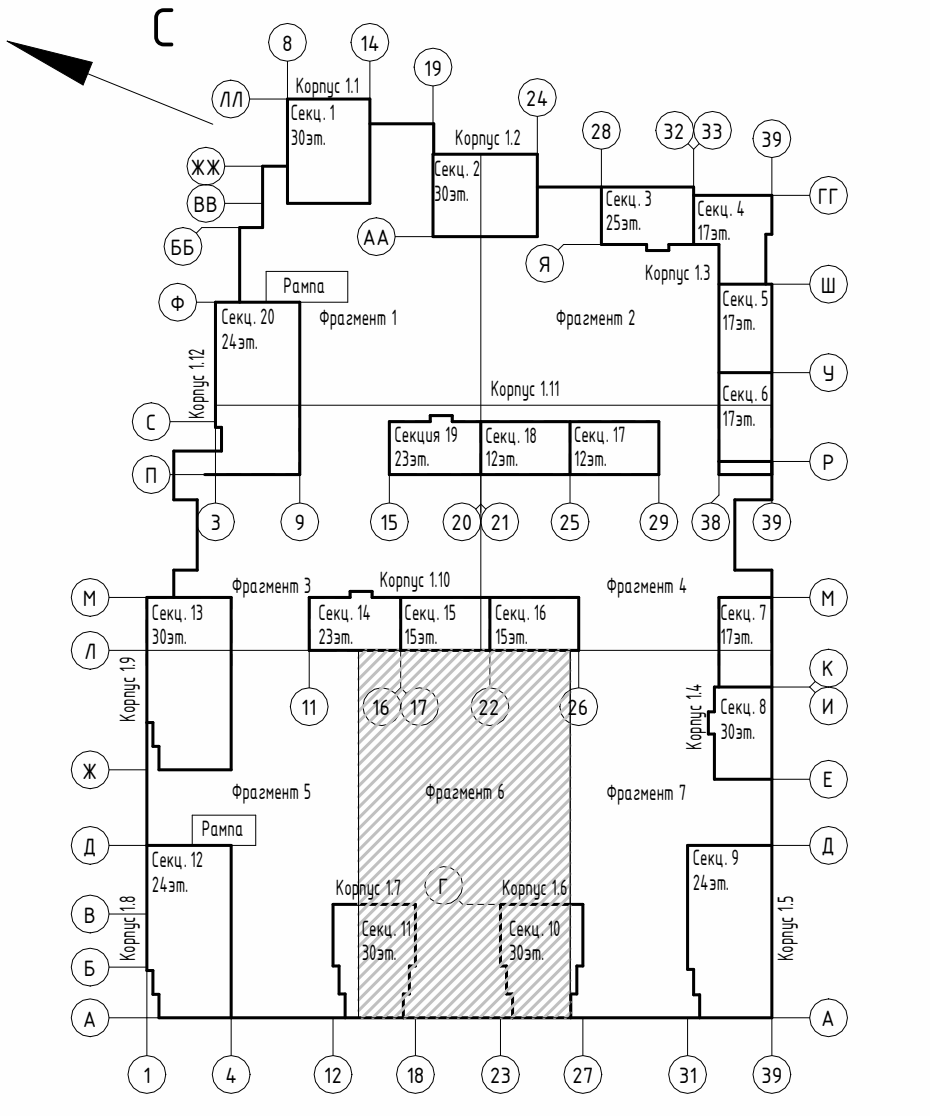 С
8
14
19
24
Корпус 1.1
ЛЛ
Секц. 1
30эт.
28
32
33
39
Корпус 1.2
ЖЖ
Секц. 2
30эт.
ВВ
ГГ
Секц. 3
25эт.
Секц. 4
17эт.
ББ
АА
Я
Корпус 1.3
Ш
Рампа
Ф
Секц. 20
24эт.
Фрагмент 1
Фрагмент 2
Секц. 5
17эт.
Корпус 1.12
У
Корпус 1.11
Секц. 6
17эт.
С
Секция 19
23эт.
Секц. 18
12эт.
Секц. 17
12эт.
П
Р
3
9
15
20
21
25
29
38
39
Фрагмент 3
Корпус 1.10
Фрагмент 4
М
Секц. 13
30эт.
Секц. 14
23эт.
Секц. 15
15эт.
Секц. 16
15эт.
Секц. 7
17эт.
М
Л
К
Корпус 1.9
11
16
17
22
26
Корпус 1.4
Секц. 8
30эт.
И
Ж
Е
Фрагмент 5
Фрагмент 6
Фрагмент 7
Рампа
Д
Секц. 12
24эт.
Секц. 9
24эт.
Д
Корпус 1.7
Г
Корпус 1.6
В
Корпус 1.8
Секц. 11
30эт.
Секц. 10
30эт.
Корпус 1.5
Б
А
А
1
4
12
18
23
27
31
39